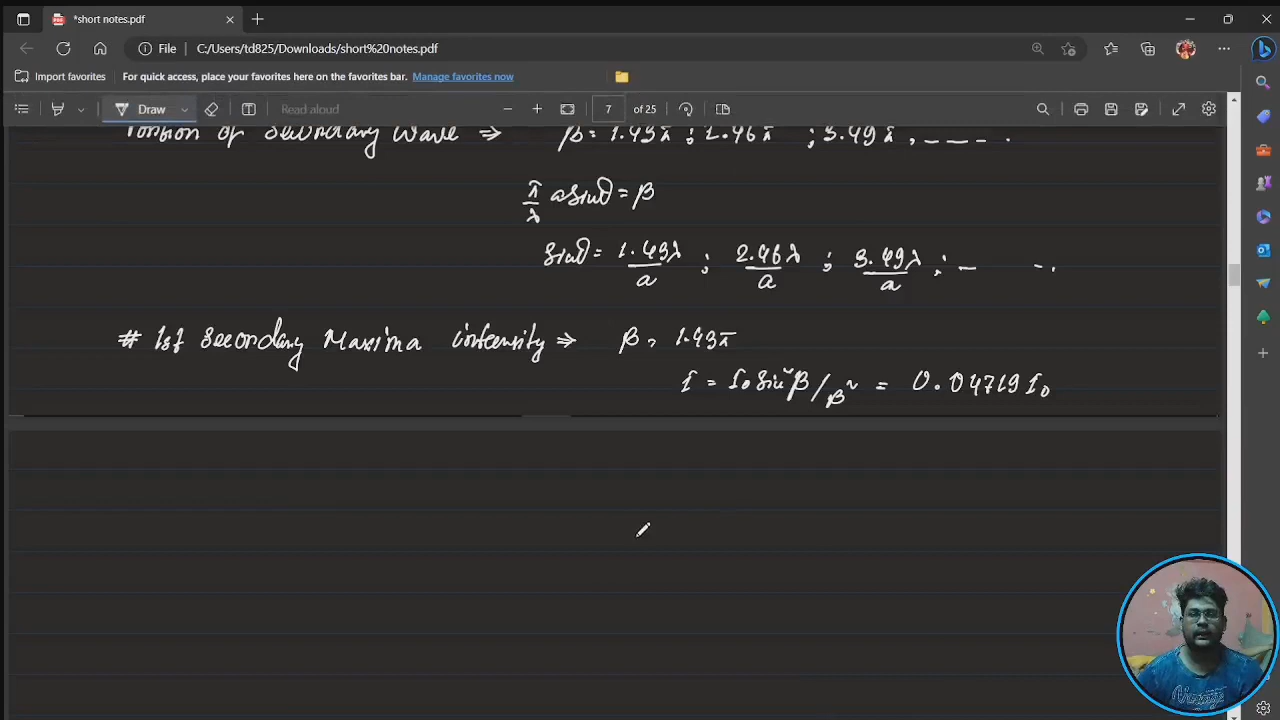 *short notes.pdf
File C:/Users/td825/Downloads/short%20notes.pdf
Import favorites For quick access, place your favorites here on the favorites bar. Manage favorites now
Draw Read aloud 7 of 25
of Secondary Wave ⇒ β = 1.43π ; 2.46π ; 3.49π , _ _ _ .
π/λ a sinθ = β
sinθ = 1.43λ/a ; 2.46λ/a ; 3.49λ/a ; _ _ .
# 1st Secondary Maxima intensity ⇒ β = 1.43π
I = I₀ sin²β/β² = 0.04719 I₀